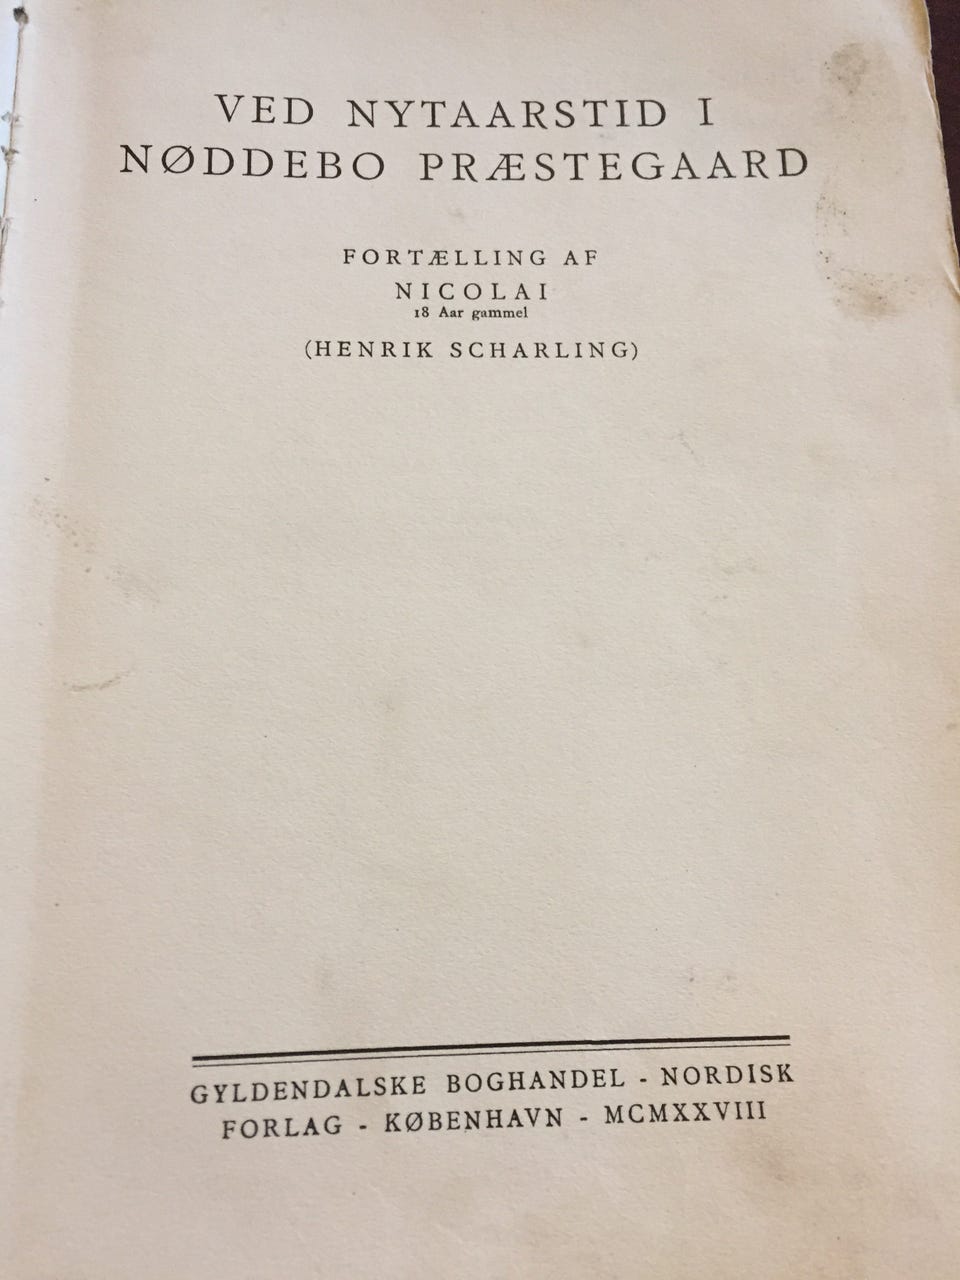 VED NYTAARSTID I
NØDDEBO PRÆSTEGAARD
FORTÆLLING AF
NICOLAI
18 Aar gammel
(HENRIK SCHARLING)
GYLDENDALSKE BOGHANDEL - NORDISK
FORLAG - KØBENHAVN - MCMXXVIII